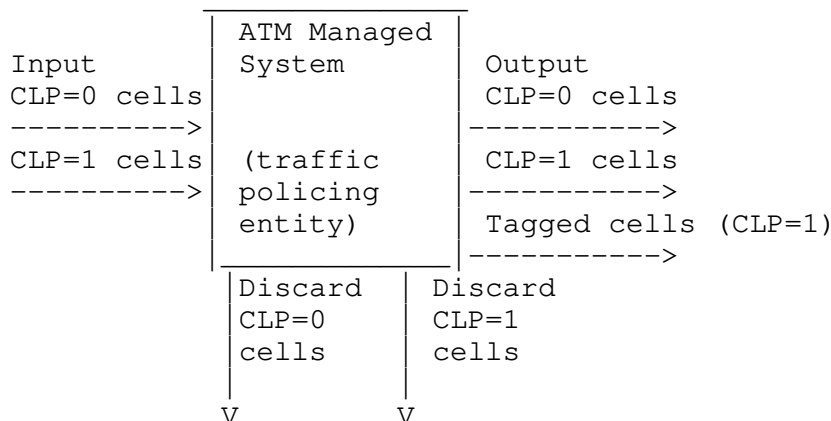 ATM Managed
Input System Output
CLP=0 cells CLP=0 cells
----------> ----------->
CLP=1 cells (traffic CLP=1 cells
----------> policing ----------->
entity) Tagged cells (CLP=1)
----------->
Discard Discard
CLP=0 CLP=1
cells cells
V V